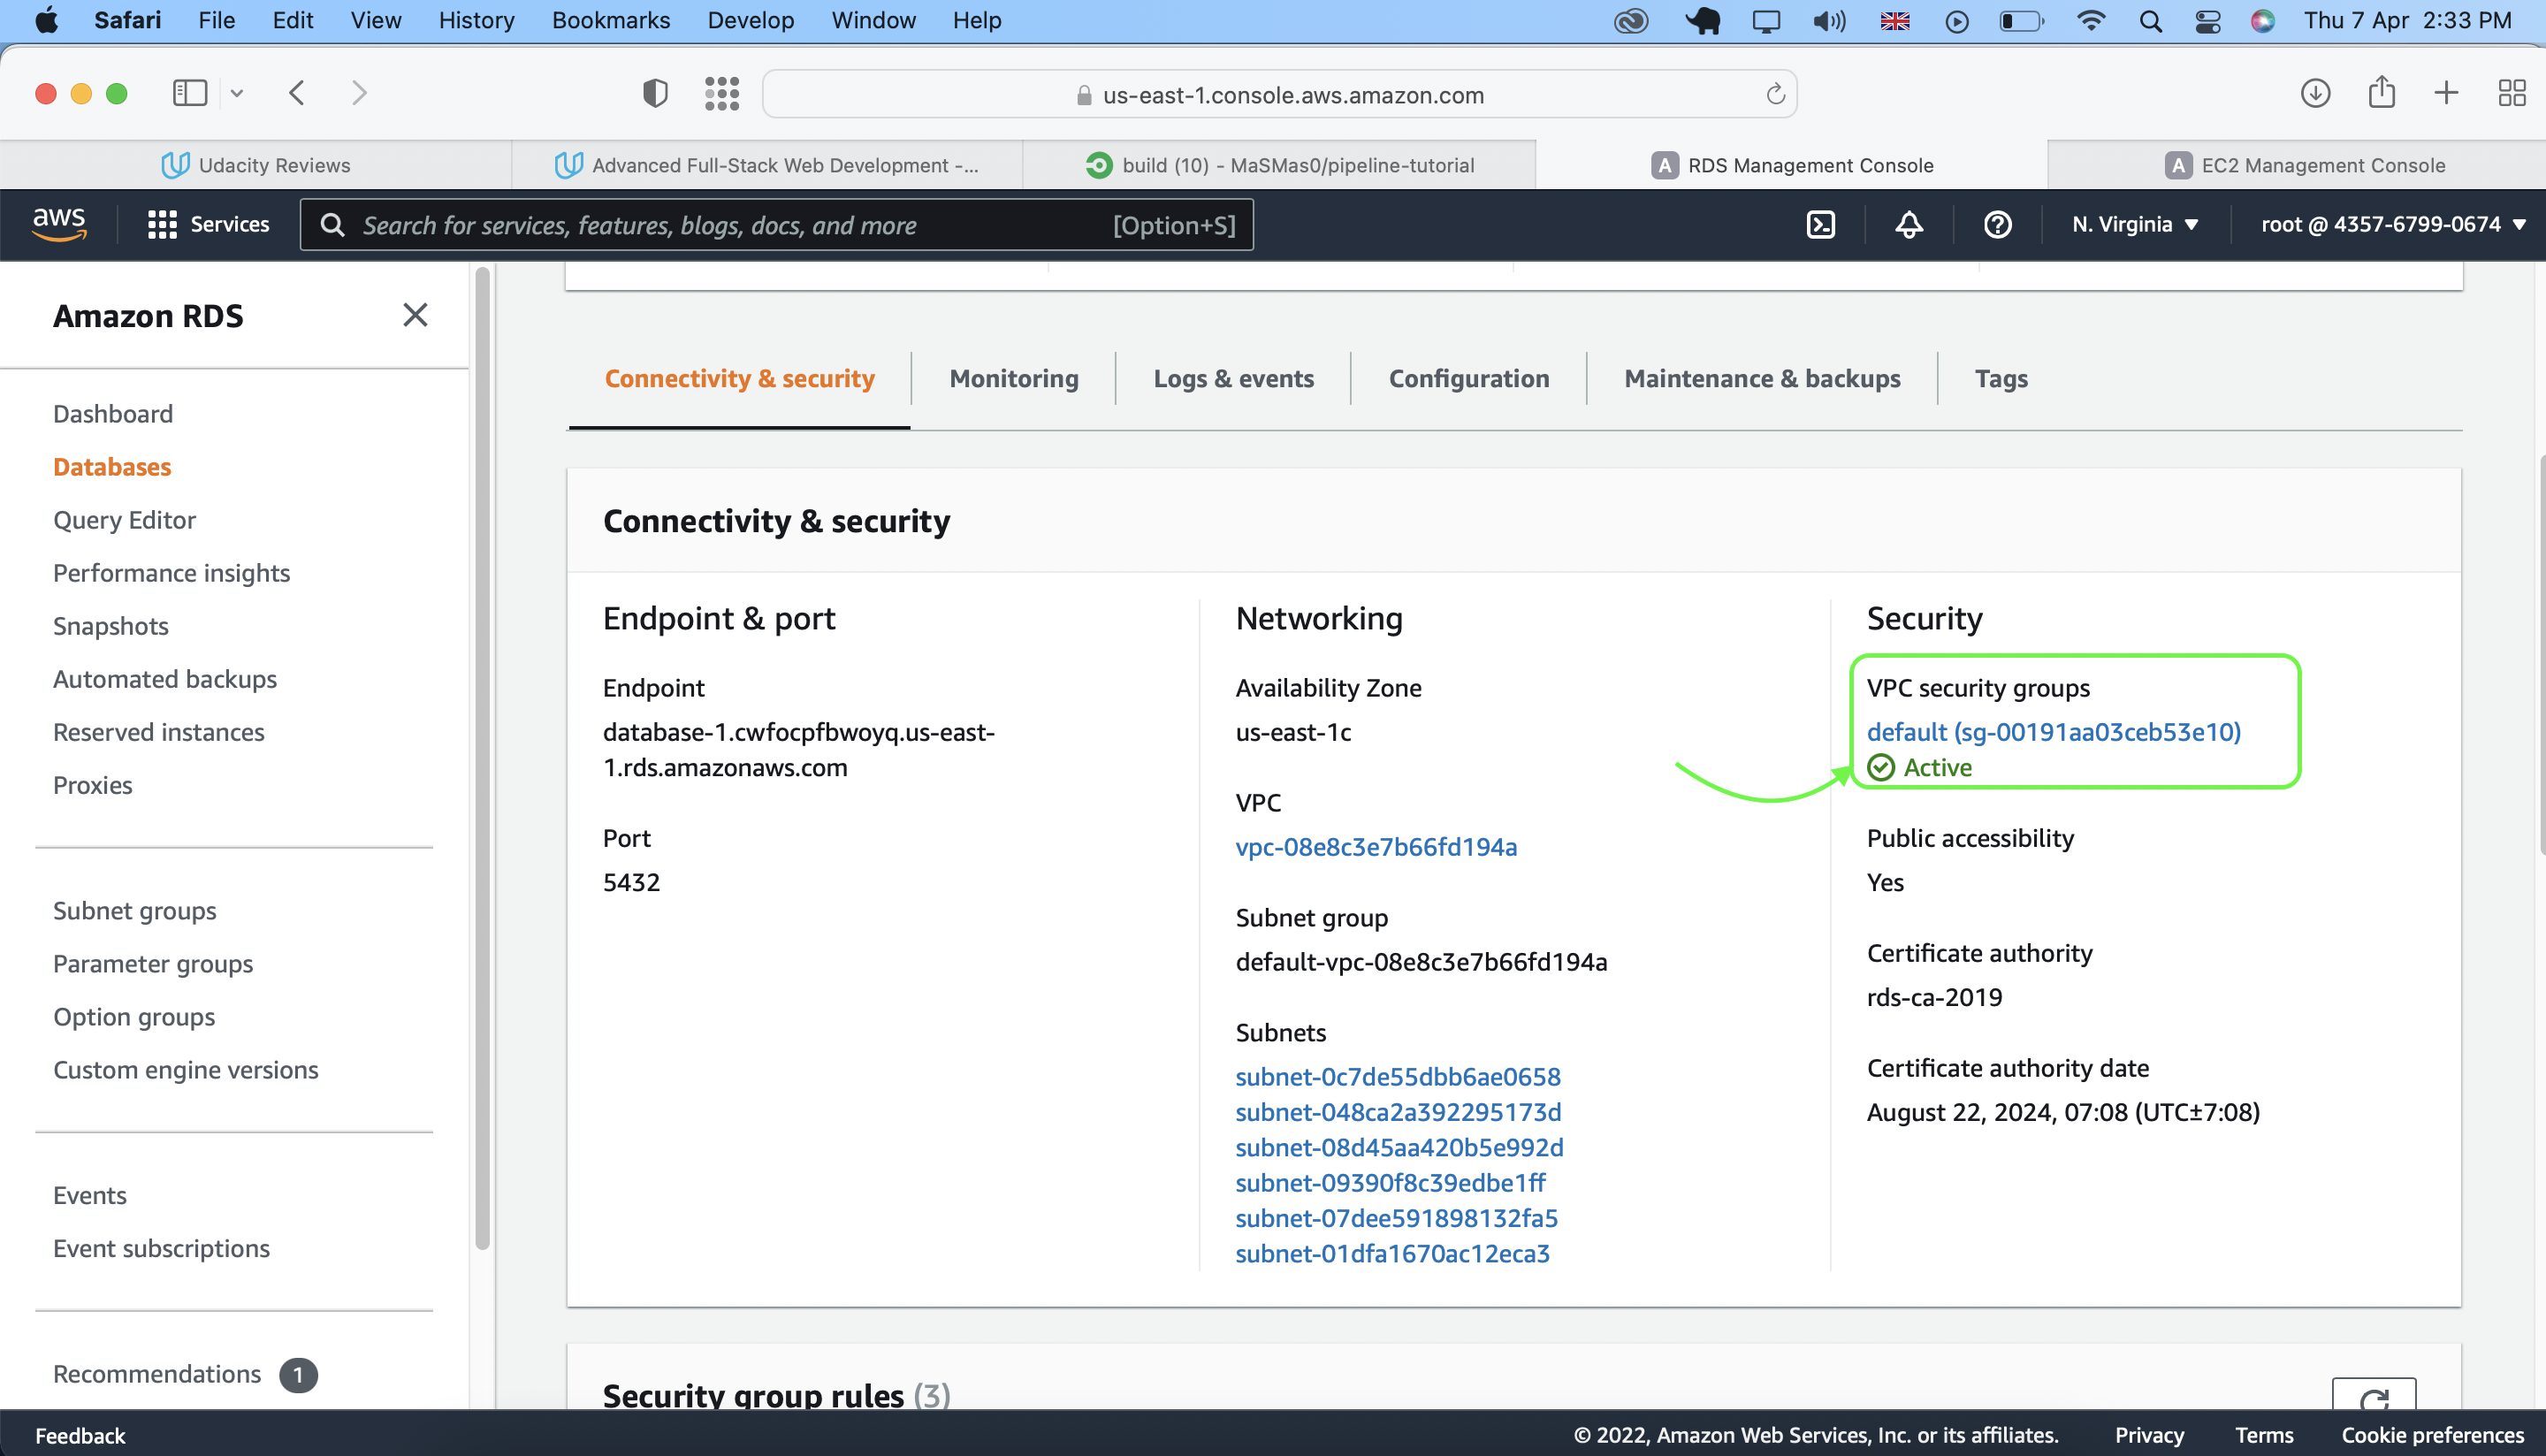 Safari File Edit View History Bookmarks Develop Window Help Thu 7 Apr 2:33 PM
us-east-1.console.aws.amazon.com
Udacity Reviews
Advanced Full-Stack Web Development -...
build (10) - MaSMas0/pipeline-tutorial
A RDS Management Console
A EC2 Management Console
aws Services Search for services, features, blogs, docs, and more [Option+S] N. Virginia root @ 4357-6799-0674
Amazon RDS
Dashboard
Databases
Query Editor
Performance insights
Snapshots
Automated backups
Reserved instances
Proxies
Subnet groups
Parameter groups
Option groups
Custom engine versions
Events
Event subscriptions
Recommendations 1
Connectivity & security Monitoring Logs & events Configuration Maintenance & backups Tags
Connectivity & security
Endpoint & port
Endpoint
database-1.cwfocpfbwoyq.us-east-
1.rds.amazonaws.com
Port
5432
Networking
Availability Zone
us-east-1c
VPC
vpc-08e8c3e7b66fd194a
Subnet group
default-vpc-08e8c3e7b66fd194a
Subnets
subnet-0c7de55dbb6ae0658
subnet-048ca2a392295173d
subnet-08d45aa420b5e992d
subnet-09390f8c39edbe1ff
subnet-07dee591898132fa5
subnet-01dfa1670ac12eca3
Security
VPC security groups
default (sg-00191aa03ceb53e10)
Active
Public accessibility
Yes
Certificate authority
rds-ca-2019
Certificate authority date
August 22, 2024, 07:08 (UTC±7:08)
Security group rules (3)
Feedback © 2022, Amazon Web Services, Inc. or its affiliates. Privacy Terms Cookie preferences